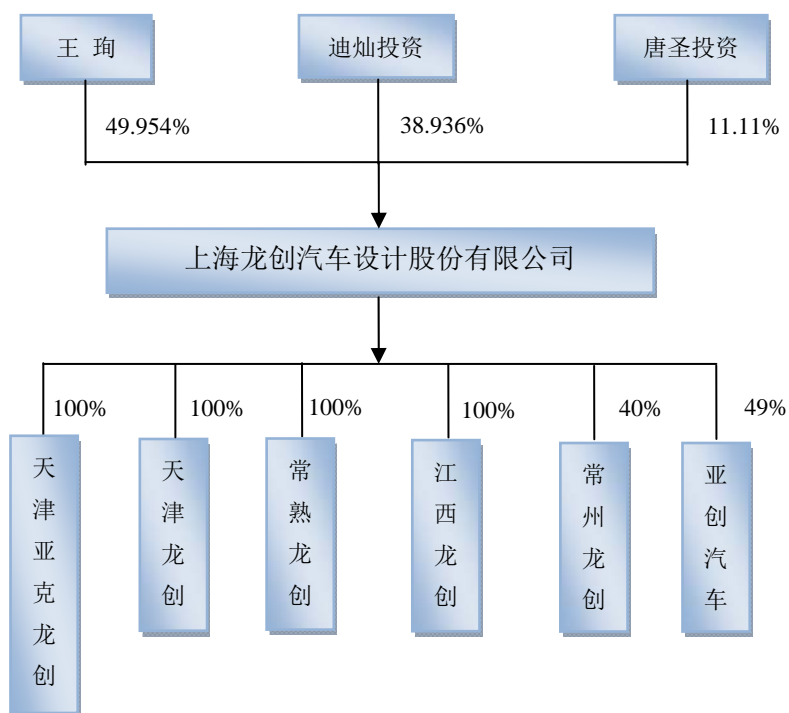 王 珣
迪灿投资
唐圣投资
49.954%
38.936%
11.11%
上海龙创汽车设计股份有限公司
100%
100%
100%
100%
40%
49%
天津亚克龙创
天津龙创
常熟龙创
江西龙创
常州龙创
亚创汽车